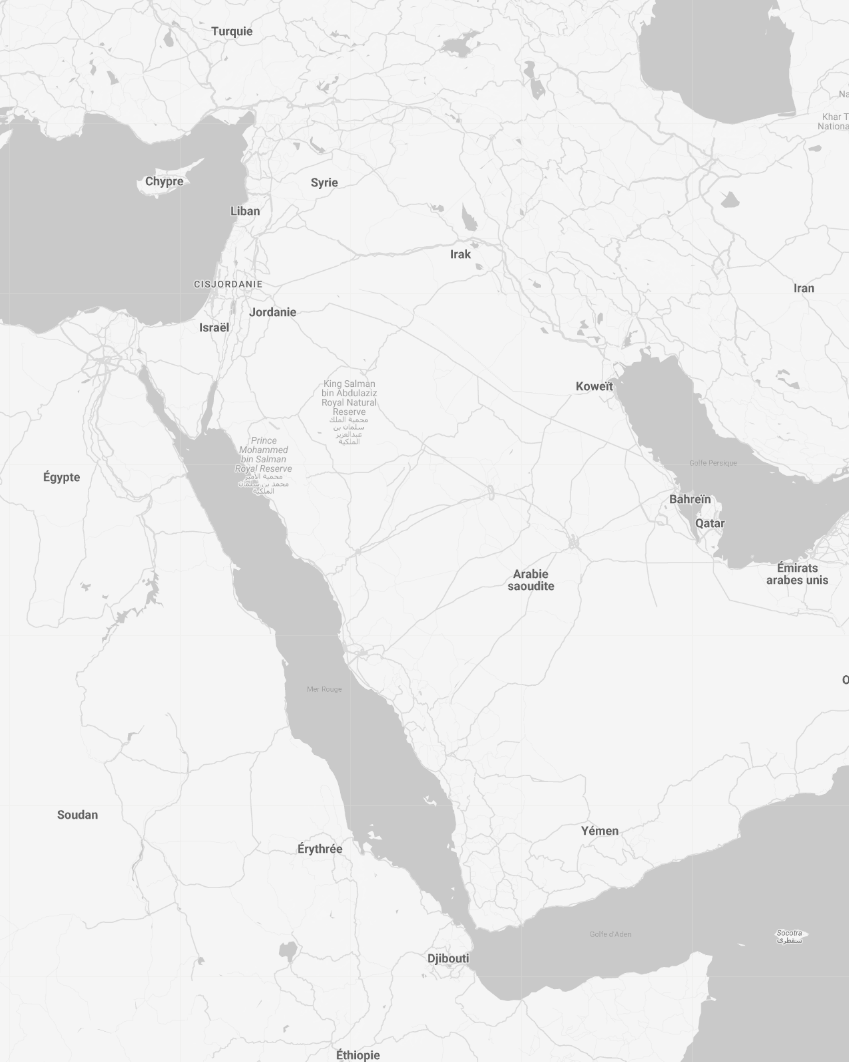 Turquie
Na
Khar T
Nationa
Chypre
Syrie
Liban
Irak
CISJORDANIE
Iran
Jordanie
Israël
King Salman
bin Abdulaziz
Royal Natural
Reserve
محمية الملك
سلمان بن
عبدالعزيز
الملكية
Koweït
Prince
Mohammed
bin Salman
Royal Reserve
محمية الأمير
محمد بن سلمان
الملكية
Golfe Persique
Égypte
Bahreïn
Qatar
Émirats
arabes unis
Arabie
saoudite
O
Mer Rouge
Soudan
Yémen
Érythrée
Golfe d'Aden
Socotra
سقطرى
Djibouti
Éthiopie